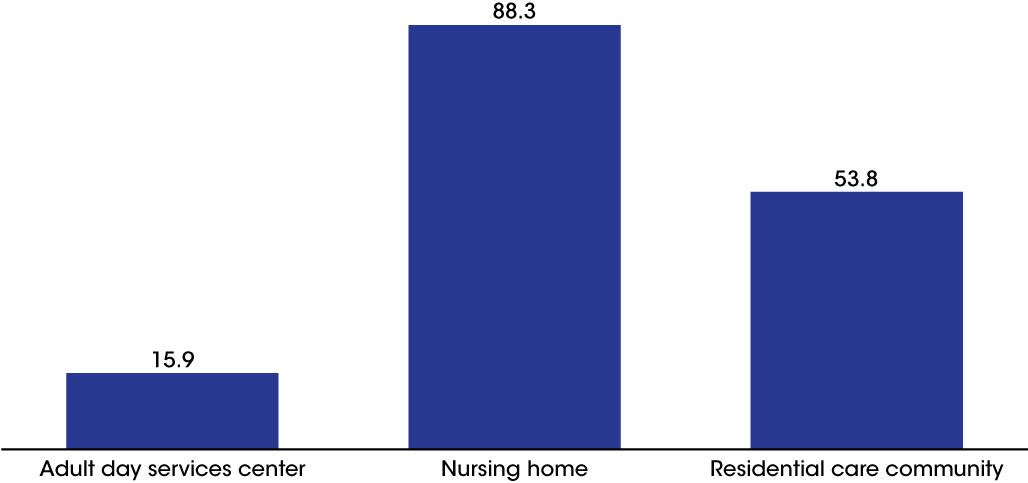 88.3
53.8
15.9
Adult day services center
Nursing home
Residential care community